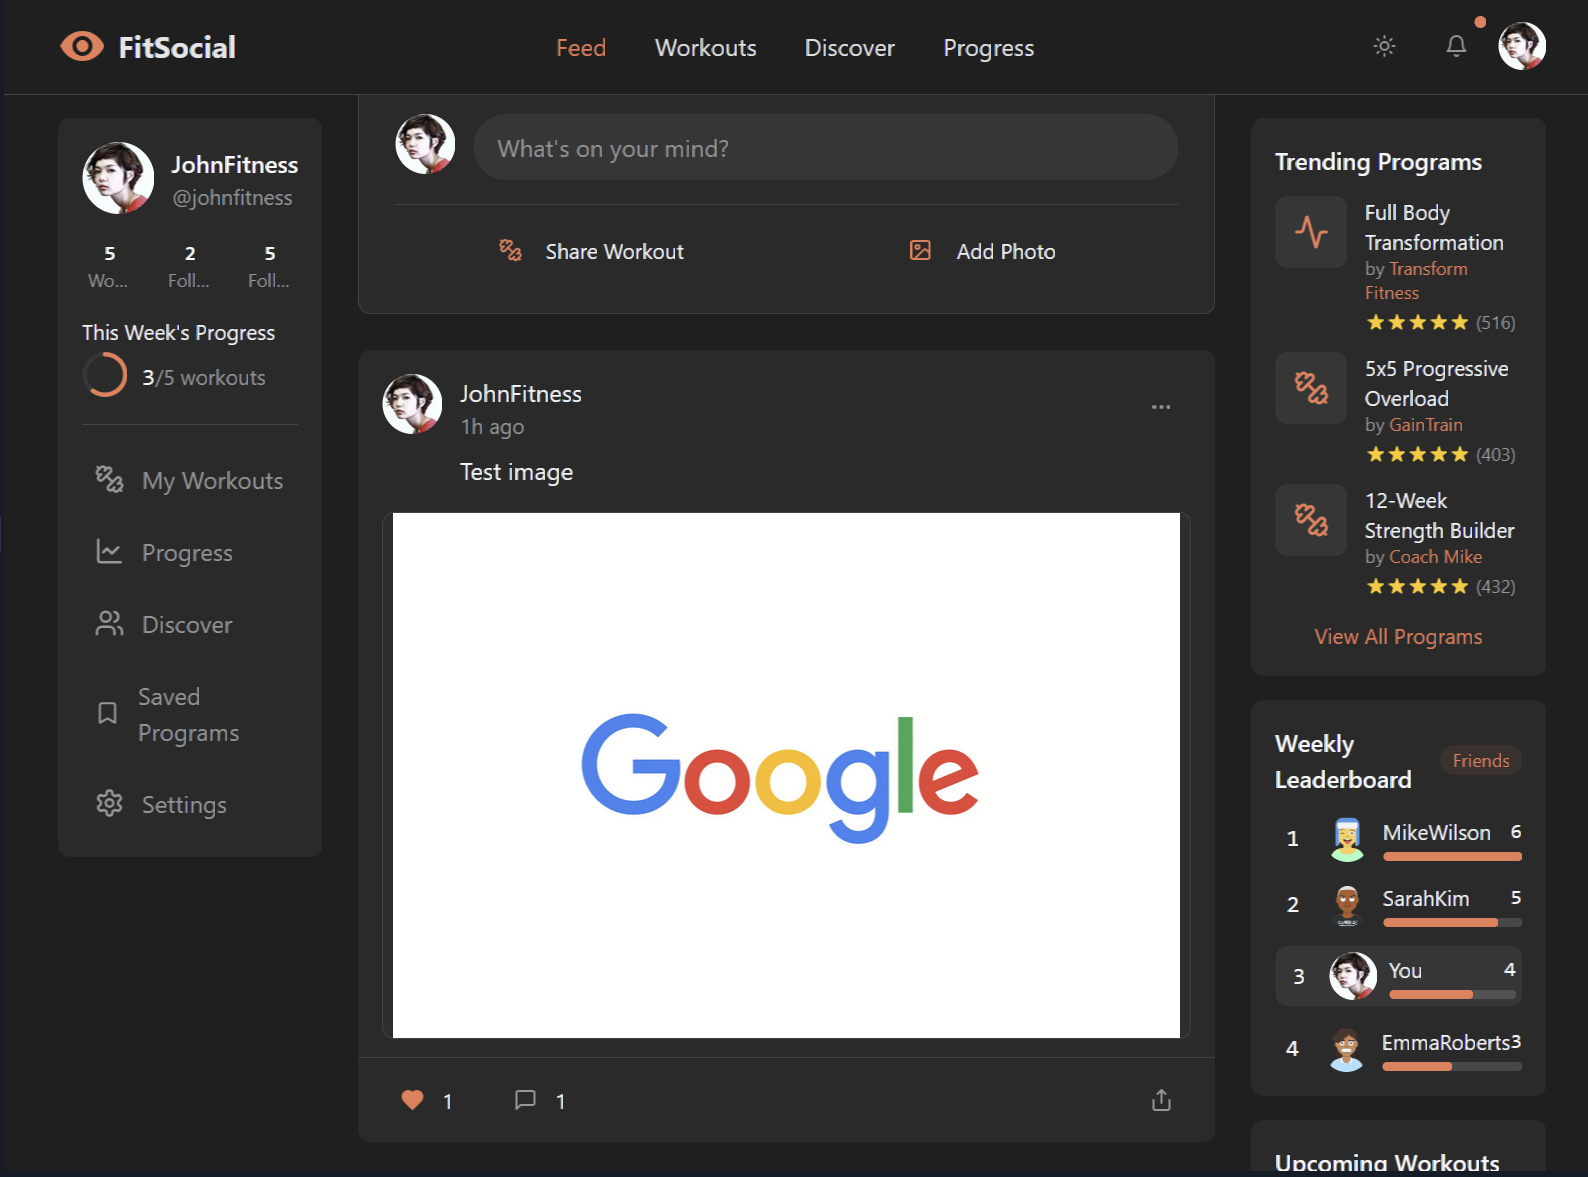 FitSocial
Feed
Workouts
Discover
Progress
JohnFitness
@johnfitness
5
2
5
Wo...
Foll...
Foll...
This Week's Progress
3/5 workouts
My Workouts
Progress
Discover
Saved
Programs
Settings
What's on your mind?
Share Workout
Add Photo
JohnFitness
1h ago
Test image
Google
1
1
Trending Programs
Full Body
Transformation
by Transform
Fitness
(516)
5x5 Progressive
Overload
by GainTrain
(403)
12-Week
Strength Builder
by Coach Mike
(432)
View All Programs
Weekly
Leaderboard
Friends
1
MikeWilson 6
2
SarahKim 5
3
You 4
4
EmmaRoberts3
Upcoming Workouts